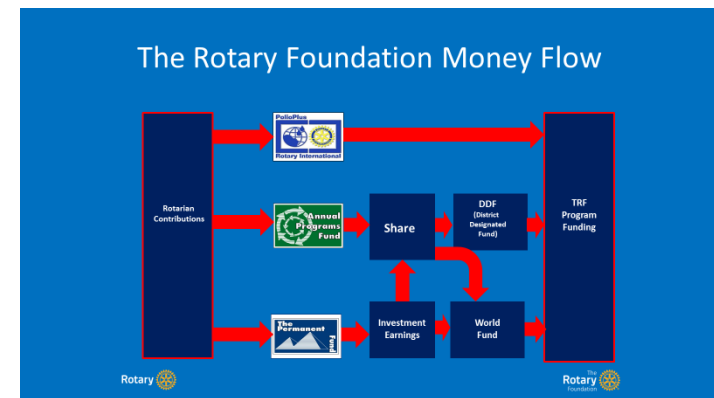 The Rotary Foundation Money Flow
PolioPlus
Rotary International
Rotarian
Contributions
Annual
Programs
Fund
Share
DDF
(District
Designated
Fund)
TRF
Program
Funding
The
Permanent
Fund
Investment
Earnings
World
Fund
Rotary
The
Rotary
Foundation